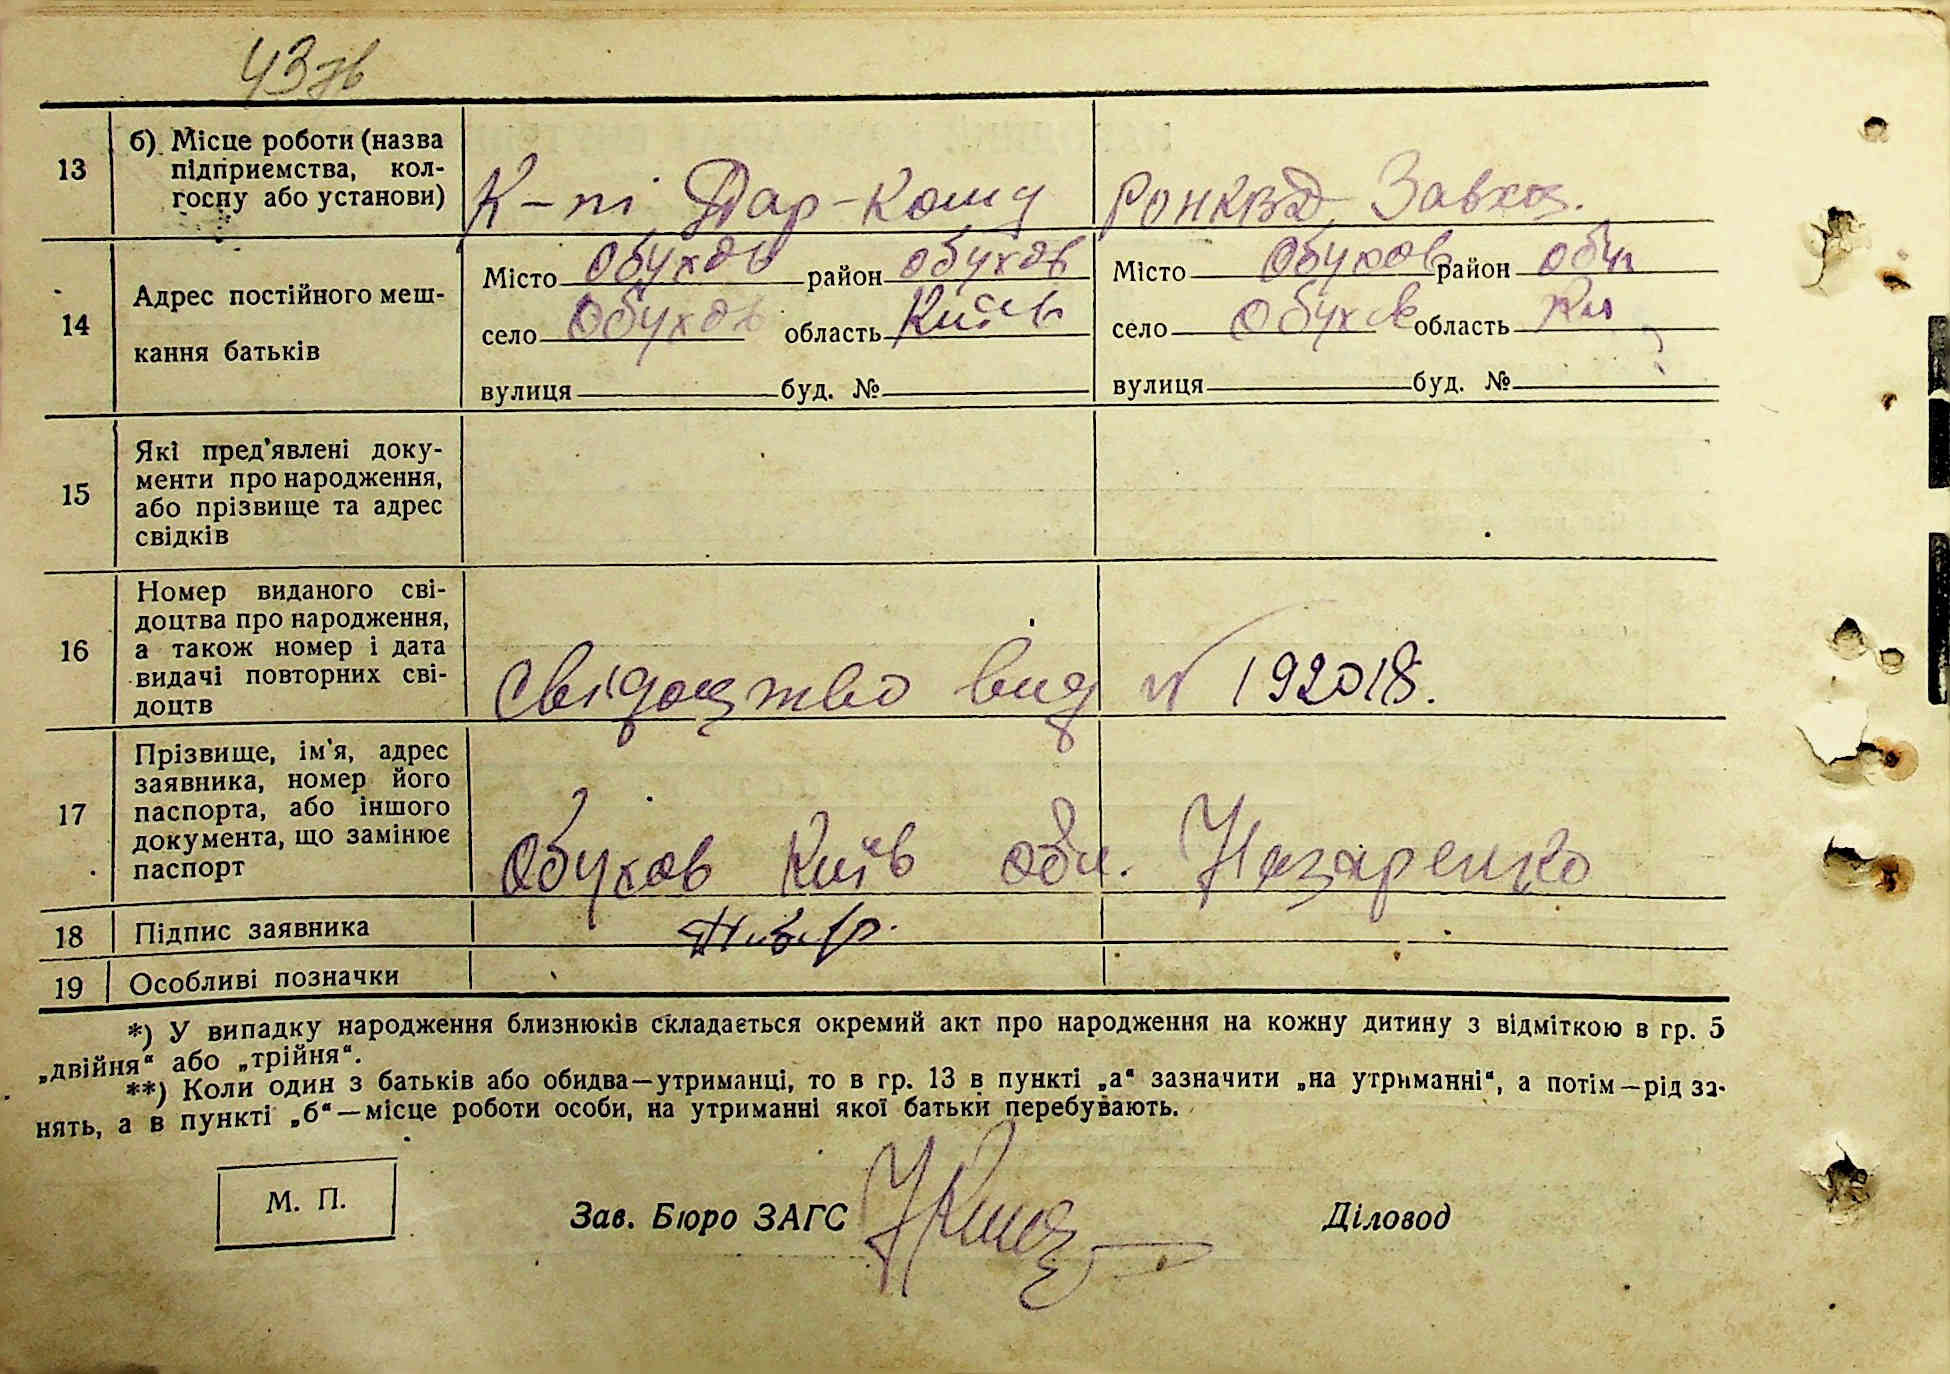 43зв
13 б) Місце роботи (назва
підприємства, кол-
госпу або установи)
К-ті Пар-Кому РОНКВД Завхоз.
14 Адрес постійного меш-
кання батьків
Місто Обухов район Обухов Місто Обухов район Обух
село Обухов область Київ село Обухов область Ки
вулиця буд. № вулиця буд. №
15 Які пред'явлені доку-
менти про народження,
або прізвище та адрес
свідків
16 Номер виданого сві-
доцтва про народження,
а також номер і дата
видачі повторних сві-
доцтв
Свідоцтво вид № 192018.
17 Прізвище, ім'я, адрес
заявника, номер його
паспорта, або іншого
документа, що замінює
паспорт
Обухов Київ обл. Назаренко
18 Підпис заявника
19 Особливі позначки
*) У випадку народження близнюків складається окремий акт про народження на кожну дитину з відміткою в гр. 5
„двійня“ або „трійня“.
**) Коли один з батьків або обидва—утриманці, то в гр. 13 в пункті „а“ зазначити „на утриманні“, а потім—рід за-
нять, а в пункті „б“—місце роботи особи, на утриманні якої батьки перебувають.
М. П.
Зав. Бюро ЗАГС Діловод